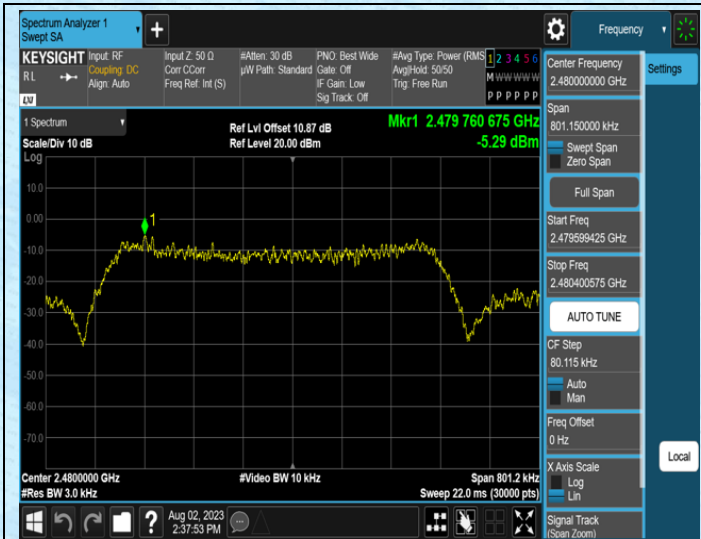 Spectrum Analyzer 1
Swept SA
+
Frequency
KEYSIGHT
RL
LXI
Input: RF
Coupling: DC
Align: Auto
Input Z: 50 Ω
Corr CCorr
Freq Ref: Int (S)
#Atten: 30 dB
µW Path: Standard
PNO: Best Wide
Gate: Off
IF Gain: Low
Sig Track: Off
#Avg Type: Power (RMS
Avg|Hold: 50/50
Trig: Free Run
1 2 3 4 5 6
M W W W W W
P P P P P P
1 Spectrum
Scale/Div 10 dB
Log
Ref Lvl Offset 10.87 dB
Ref Level 20.00 dBm
Mkr1 2.479 760 675 GHz
-5.29 dBm
10.0
0.00
1
-10.0
-20.0
-30.0
-40.0
-50.0
-60.0
-70.0
Center 2.4800000 GHz
#Res BW 3.0 kHz
#Video BW 10 kHz
Span 801.2 kHz
Sweep 22.0 ms (30000 pts)
?
Aug 02, 2023
2:37:53 PM
Center Frequency
2.480000000 GHz
Settings
Span
801.150000 kHz
Swept Span
Zero Span
Full Span
Start Freq
2.479599425 GHz
Stop Freq
2.480400575 GHz
AUTO TUNE
CF Step
80.115 kHz
Auto
Man
Freq Offset
0 Hz
X Axis Scale
Log
Lin
Local
Signal Track
(Span Zoom)